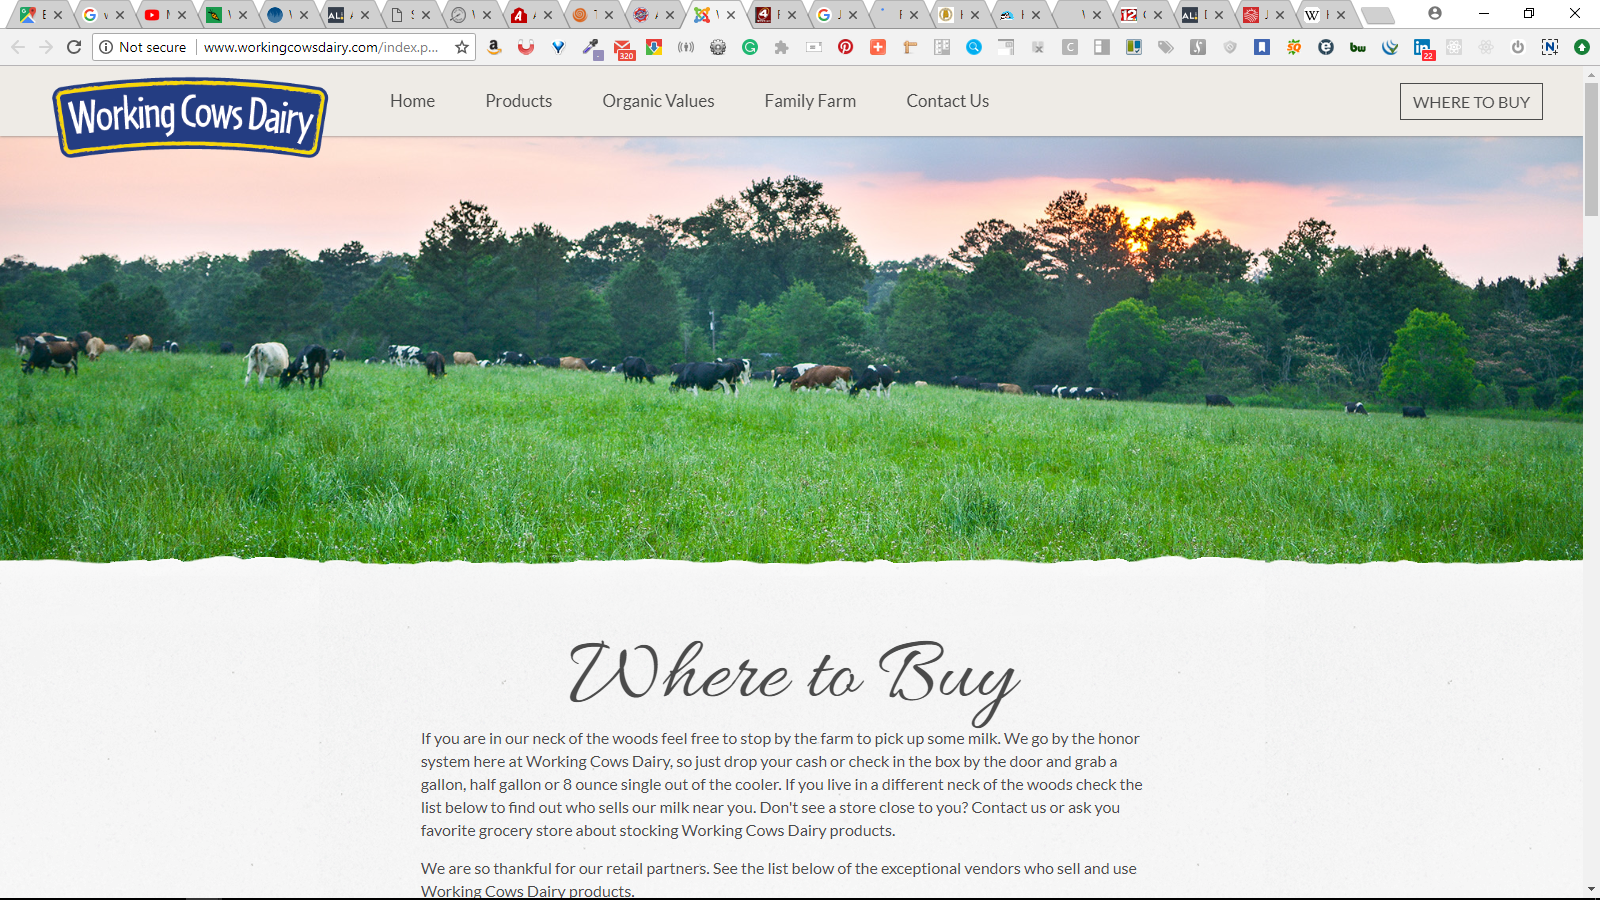 Not secure
www.workingcowsdairy.com/index.p...
320
22
Working Cows Dairy
Home
Products
Organic Values
Family Farm
Contact Us
WHERE TO BUY
Where to Buy
If you are in our neck of the woods feel free to stop by the farm to pick up some milk. We go by the honor
system here at Working Cows Dairy, so just drop your cash or check in the box by the door and grab a
gallon, half gallon or 8 ounce single out of the cooler. If you live in a different neck of the woods check the
list below to find out who sells our milk near you. Don't see a store close to you? Contact us or ask you
favorite grocery store about stocking Working Cows Dairy products.
We are so thankful for our retail partners. See the list below of the exceptional vendors who sell and use
Working Cows Dairy products.